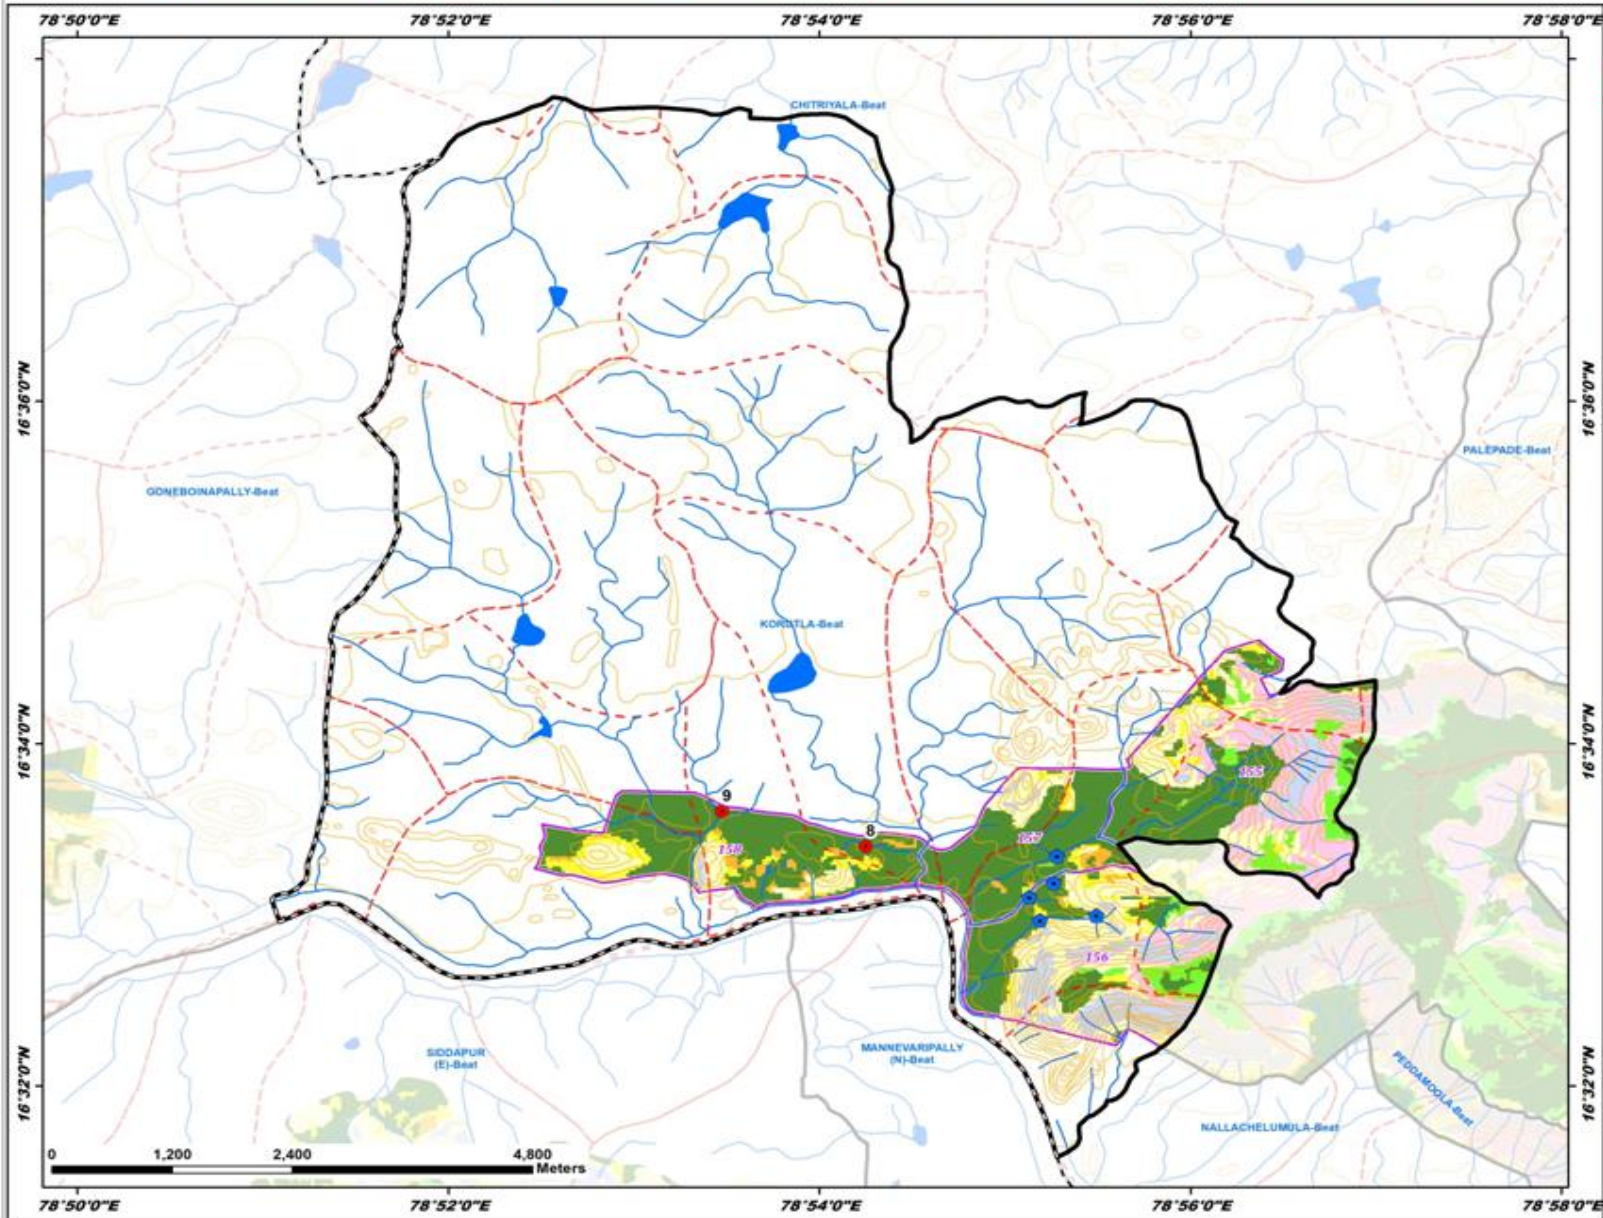 78°50'0"E 78°52'0"E 78°54'0"E 78°56'0"E 78°58'0"E
CHITRIYALA-Beat
16°36'0"N 16°36'0"N
PALEPADE-Beat
GONEBOINAPALLY-Beat
KORUTLA-Beat
16°34'0"N 16°34'0"N
155
9
8
157
158
156
SIDDAPUR
(E)-Beat
MANNEVARIPALLY
(N)-Beat
PEDDAMOOLA-Beat
16°32'0"N 16°32'0"N
NALLACHELUMULA-Beat
0 1,200 2,400 4,800
Meters
78°50'0"E 78°52'0"E 78°54'0"E 78°56'0"E 78°58'0"E